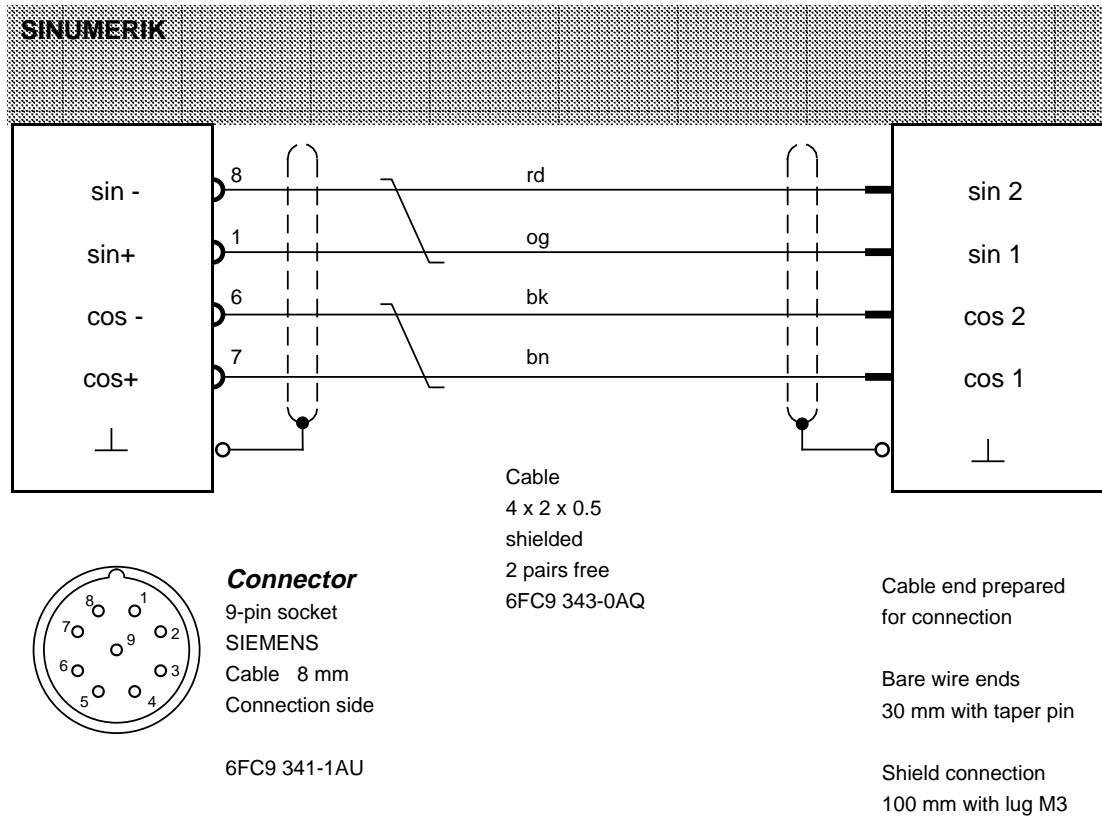 SINUMERIK
sin - 8 rd sin 2
sin+ 1 og sin 1
cos - 6 bk cos 2
cos+ 7 bn cos 1
Cable
4 x 2 x 0.5
shielded
2 pairs free
6FC9 343-0AQ
8 1
7 9 2
6 3
5 4
Connector
9-pin socket
SIEMENS
Cable 8 mm
Connection side
6FC9 341-1AU
Cable end prepared
for connection
Bare wire ends
30 mm with taper pin
Shield connection
100 mm with lug M3